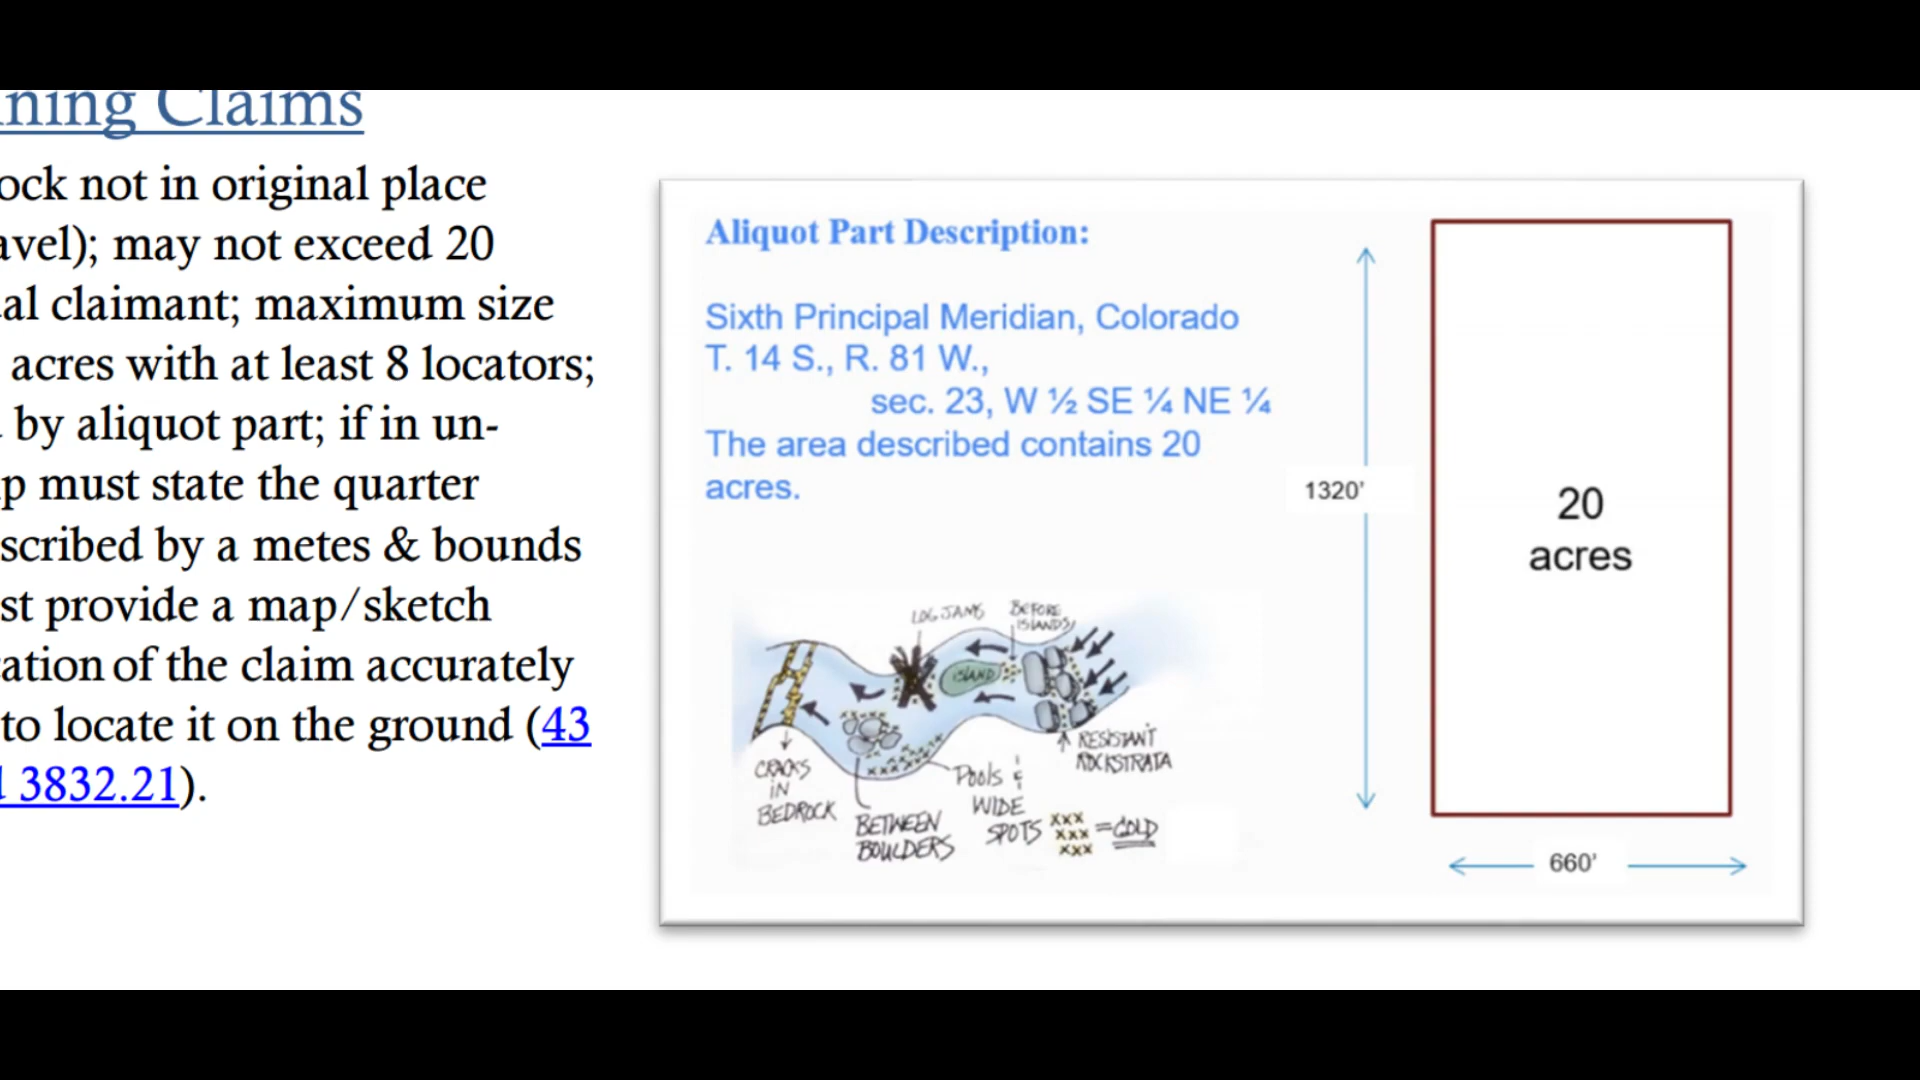 ning Claims
ock not in original place
avel); may not exceed 20
al claimant; maximum size
acres with at least 8 locators;
by aliquot part; if in un-
p must state the quarter
scribed by a metes & bounds
st provide a map/sketch
ation of the claim accurately
to locate it on the ground (43
3832.21).
Aliquot Part Description:
Sixth Principal Meridian, Colorado
T. 14 S., R. 81 W.,
sec. 23, W ½ SE ¼ NE ¼
The area described contains 20
acres.
LOG JAMS
BEFORE
ISLANDS
ISLAND
CRACKS
IN
BEDROCK
BETWEEN
BOULDERS
POOLS &
WIDE
SPOTS
RESISTANT
ROCKSTRATA
XXX
XXX
XXX
= GOLD
1320'
20
acres
660'